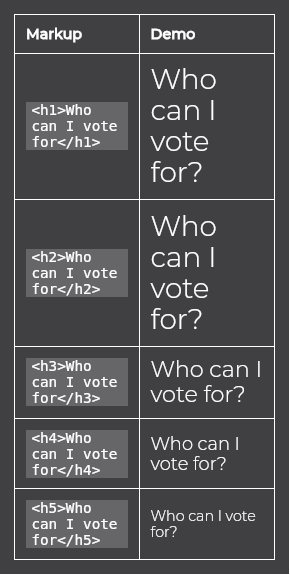 Markup Demo
<h1>Who
can I vote
for</h1>
Who
can I
vote
for?
<h2>Who
can I vote
for</h2>
Who
can I
vote
for?
<h3>Who
can I vote
for</h3>
Who can I
vote for?
<h4>Who
can I vote
for</h4>
Who can I
vote for?
<h5>Who
can I vote
for</h5>
Who can I vote
for?